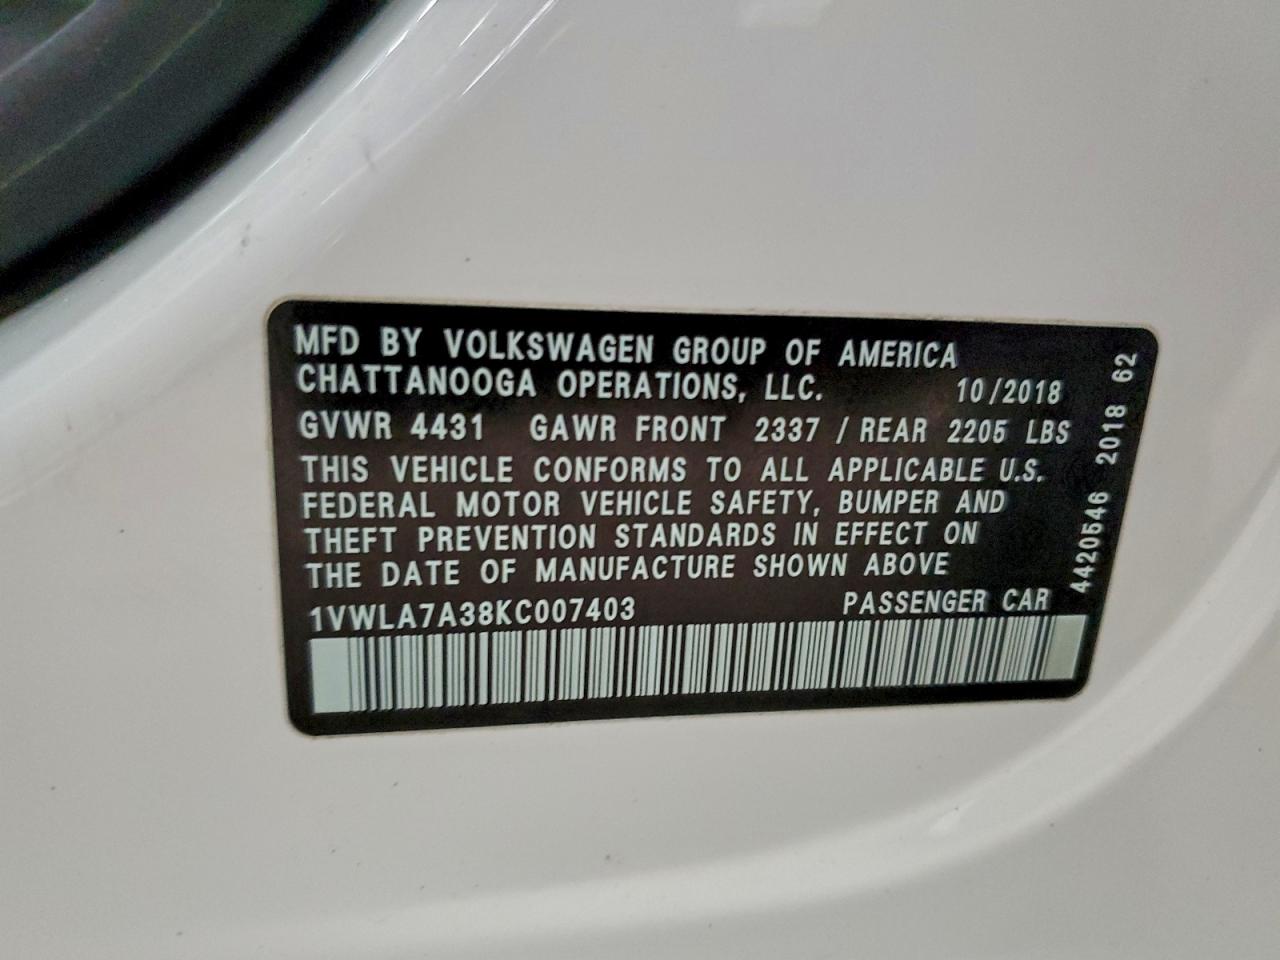 MFD BY VOLKSWAGEN GROUP OF AMERICA
CHATTANOOGA OPERATIONS, LLC. 10/2018
GVWR 4431 GAWR FRONT 2337 / REAR 2205 LBS
THIS VEHICLE CONFORMS TO ALL APPLICABLE U.S.
FEDERAL MOTOR VEHICLE SAFETY, BUMPER AND
THEFT PREVENTION STANDARDS IN EFFECT ON
THE DATE OF MANUFACTURE SHOWN ABOVE
1VWLA7A38KC007403 PASSENGER CAR
4420546 2018 62